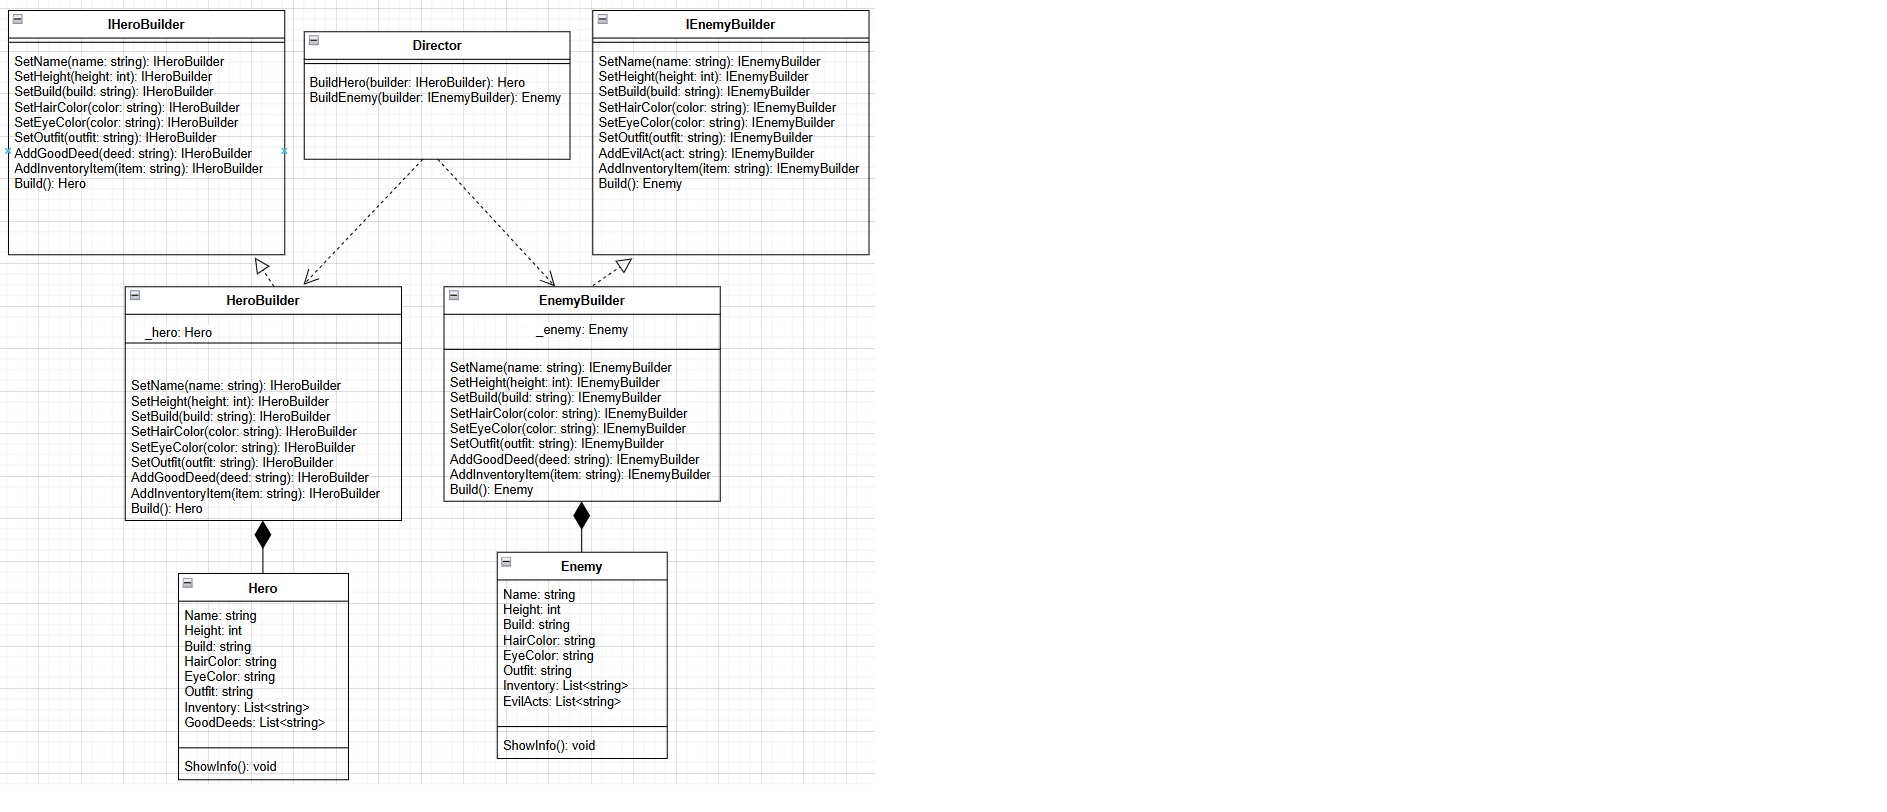 IHeroBuilder
SetName(name: string): IHeroBuilder
SetHeight(height: int): IHeroBuilder
SetBuild(build: string): IHeroBuilder
SetHairColor(color: string): IHeroBuilder
SetEyeColor(color: string): IHeroBuilder
SetOutfit(outfit: string): IHeroBuilder
AddGoodDeed(deed: string): IHeroBuilder
AddInventoryItem(item: string): IHeroBuilder
Build(): Hero
Director
BuildHero(builder: IHeroBuilder): Hero
BuildEnemy(builder: IEnemyBuilder): Enemy
IEnemyBuilder
SetName(name: string): IEnemyBuilder
SetHeight(height: int): IEnemyBuilder
SetBuild(build: string): IEnemyBuilder
SetHairColor(color: string): IEnemyBuilder
SetEyeColor(color: string): IEnemyBuilder
SetOutfit(outfit: string): IEnemyBuilder
AddEvilAct(act: string): IEnemyBuilder
AddInventoryItem(item: string): IEnemyBuilder
Build(): Enemy
HeroBuilder
_hero: Hero
SetName(name: string): IHeroBuilder
SetHeight(height: int): IHeroBuilder
SetBuild(build: string): IHeroBuilder
SetHairColor(color: string): IHeroBuilder
SetEyeColor(color: string): IHeroBuilder
SetOutfit(outfit: string): IHeroBuilder
AddGoodDeed(deed: string): IHeroBuilder
AddInventoryItem(item: string): IHeroBuilder
Build(): Hero
EnemyBuilder
_enemy: Enemy
SetName(name: string): IEnemyBuilder
SetHeight(height: int): IEnemyBuilder
SetBuild(build: string): IEnemyBuilder
SetHairColor(color: string): IEnemyBuilder
SetEyeColor(color: string): IEnemyBuilder
SetOutfit(outfit: string): IEnemyBuilder
AddGoodDeed(deed: string): IEnemyBuilder
AddInventoryItem(item: string): IEnemyBuilder
Build(): Enemy
Hero
Name: string
Height: int
Build: string
HairColor: string
EyeColor: string
Outfit: string
Inventory: List<string>
GoodDeeds: List<string>
ShowInfo(): void
Enemy
Name: string
Height: int
Build: string
HairColor: string
EyeColor: string
Outfit: string
Inventory: List<string>
EvilActs: List<string>
ShowInfo(): void